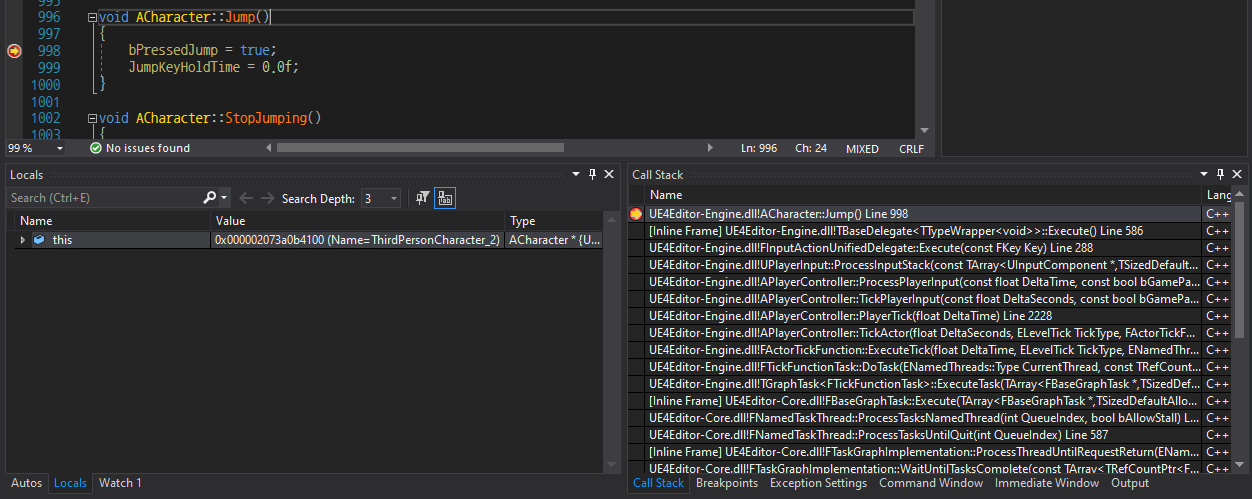 995
996 void ACharacter::Jump()
997 {
998 bPressedJump = true;
999 JumpKeyHoldTime = 0.0f;
1000 }
1001
1002 void ACharacter::StopJumping()
1003 {
99 % No issues found Ln: 996 Ch: 24 MIXED CRLF
Locals
Search (Ctrl+E) Search Depth: 3
Name Value Type
this 0x000002073a0b4100 (Name=ThirdPersonCharacter_2) ACharacter * {U...
Autos Locals Watch 1
Call Stack
Name Lang
UE4Editor-Engine.dll!ACharacter::Jump() Line 998 C++
[Inline Frame] UE4Editor-Engine.dll!TBaseDelegate<TTypeWrapper<void>>::Execute() Line 586 C++
UE4Editor-Engine.dll!FInputActionUnifiedDelegate::Execute(const FKey Key) Line 288 C++
UE4Editor-Engine.dll!UPlayerInput::ProcessInputStack(const TArray<UInputComponent *,TSizedDefault... C++
UE4Editor-Engine.dll!APlayerController::ProcessPlayerInput(const float DeltaTime, const bool bGamePa... C++
UE4Editor-Engine.dll!APlayerController::TickPlayerInput(const float DeltaSeconds, const bool bGamePa... C++
UE4Editor-Engine.dll!APlayerController::PlayerTick(float DeltaTime) Line 2228 C++
UE4Editor-Engine.dll!APlayerController::TickActor(float DeltaSeconds, ELevelTick TickType, FActorTickF... C++
UE4Editor-Engine.dll!FActorTickFunction::ExecuteTick(float DeltaTime, ELevelTick TickType, ENamedThr... C++
UE4Editor-Engine.dll!FTickFunctionTask::DoTask(ENamedThreads::Type CurrentThread, const TRefCount... C++
UE4Editor-Engine.dll!TGraphTask<FTickFunctionTask>::ExecuteTask(TArray<FBaseGraphTask *,TSizedDef... C++
[Inline Frame] UE4Editor-Core.dll!FBaseGraphTask::Execute(TArray<FBaseGraphTask *,TSizedDefaultAllo... C++
UE4Editor-Core.dll!FNamedTaskThread::ProcessTasksNamedThread(int QueueIndex, bool bAllowStall) L... C++
UE4Editor-Core.dll!FNamedTaskThread::ProcessTasksUntilQuit(int QueueIndex) Line 587 C++
[Inline Frame] UE4Editor-Core.dll!FTaskGraphImplementation::ProcessThreadUntilRequestReturn(ENam... C++
UE4Editor-Core.dll!FTaskGraphImplementation::WaitUntilTasksComplete(const TArray<TRefCountPtr<F... C++
Call Stack Breakpoints Exception Settings Command Window Immediate Window Output